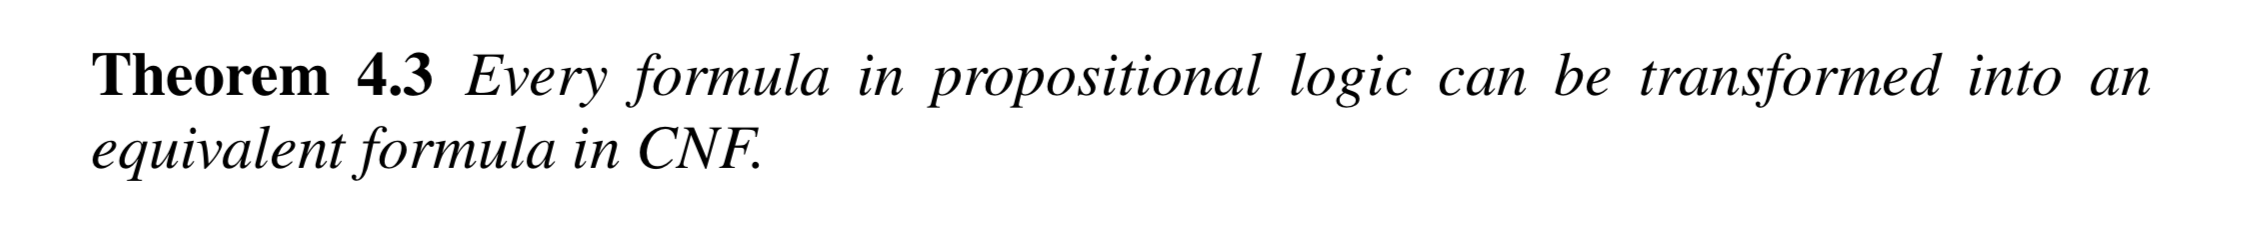 Theorem 4.3 Every formula in propositional logic can be transformed into an
equivalent formula in CNF.